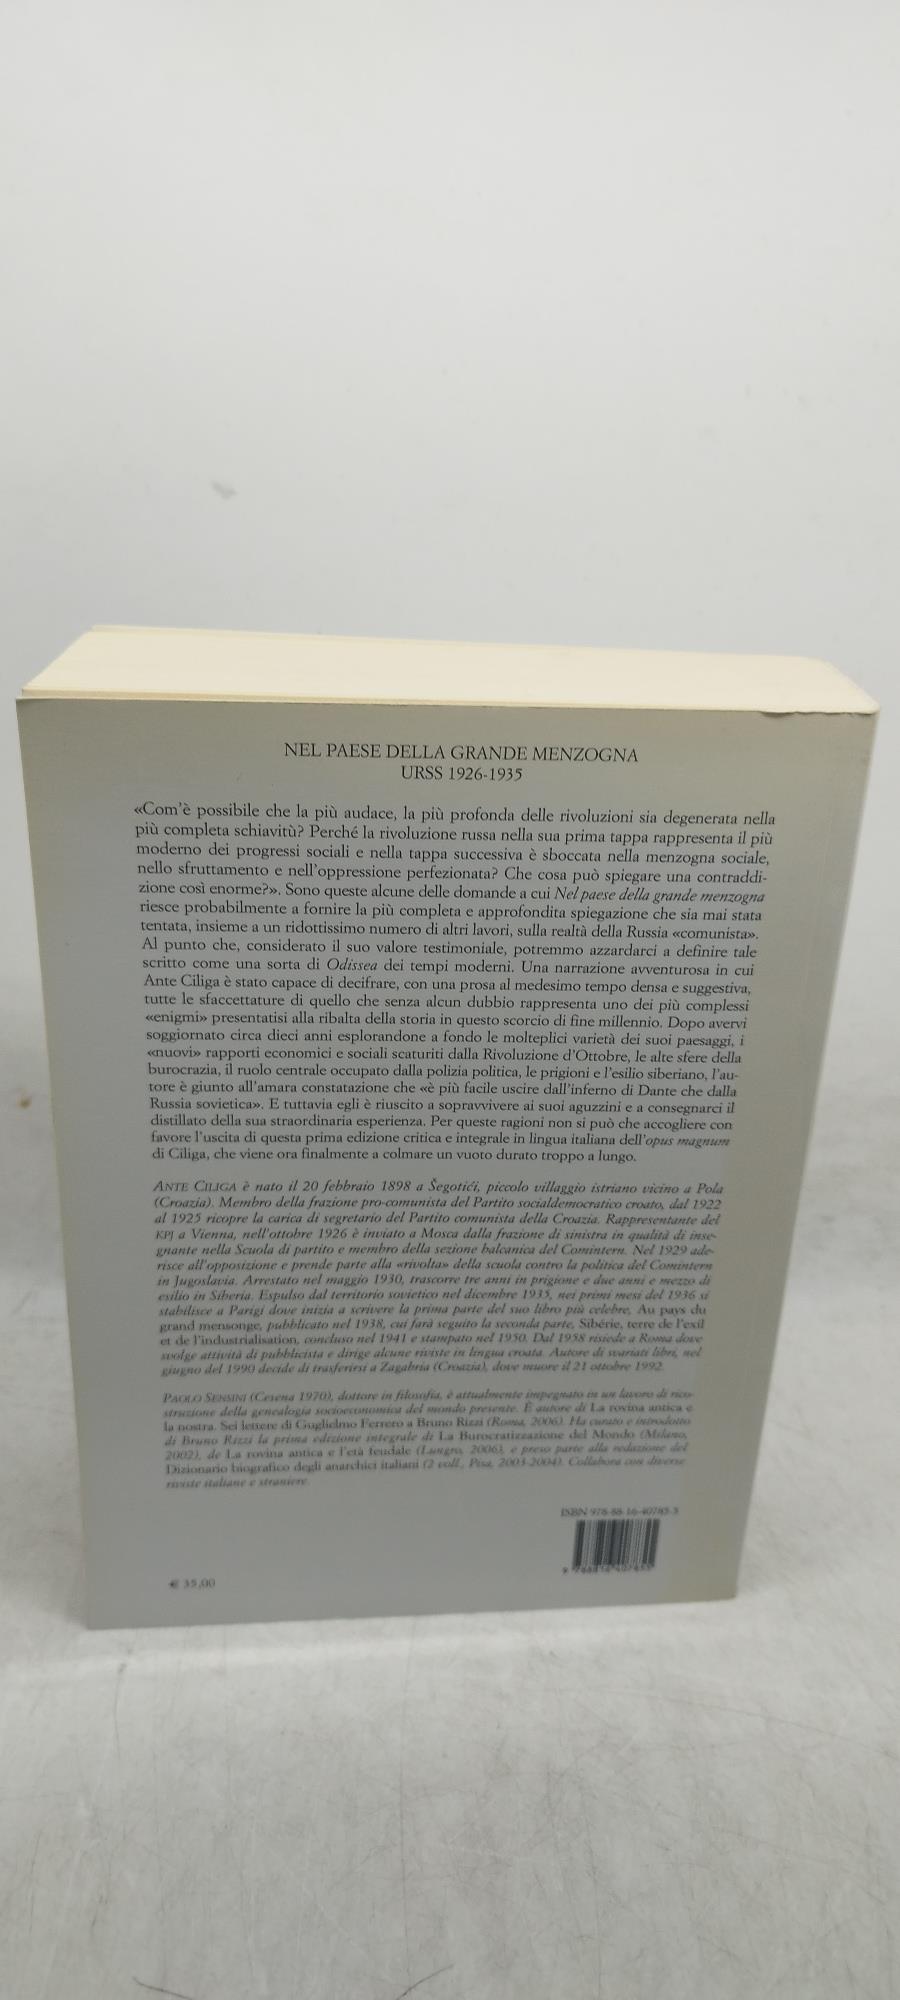 NEL PAESE DELLA GRANDE MENZOGNA
URSS 1926-1935
«Com'è possibile che la più audace, la più profonda delle rivoluzioni sia degenerata nella
più completa schiavitù? Perché la rivoluzione russa nella sua prima tappa rappresenta il più
moderno dei progressi sociali e nella tappa successiva è sboccata nella menzogna sociale,
nello sfruttamento e nell'oppressione perfezionata? Che cosa può spiegare una contraddi-
zione così enorme?». Sono queste alcune delle domande a cui Nel paese della grande menzogna
riesce probabilmente a fornire la più completa e approfondita spiegazione che sia mai stata
tentata, insieme a un ridottissimo numero di altri lavori, sulla realtà della Russia «comunista».
Al punto che, considerato il suo valore testimoniale, potremmo azzardarci a definire tale
scritto come una sorta di Odissea dei tempi moderni. Una narrazione avventurosa in cui
Ante Ciliga è stato capace di decifrare, con una prosa al medesimo tempo densa e suggestiva,
tutte le sfaccettature di quello che senza alcun dubbio rappresenta uno dei più complessi
«enigmi» presentatisi alla ribalta della storia in questo scorcio di fine millennio. Dopo avervi
soggiornato circa dieci anni esplorandone a fondo le molteplici varietà dei suoi paesaggi, i
«nuovi» rapporti economici e sociali scaturiti dalla Rivoluzione d'Ottobre, le alte sfere della
burocrazia, il ruolo centrale occupato dalla polizia politica, le prigioni e l'esilio siberiano, l'au-
tore è giunto all'amara constatazione che «è più facile uscire dall'inferno di Dante che dalla
Russia sovietica». E tuttavia egli è riuscito a sopravvivere ai suoi aguzzini e a consegnarci il
distillato della sua straordinaria esperienza. Per queste ragioni non si può che accogliere con
favore l'uscita di questa prima edizione critica e integrale in lingua italiana dell'opus magnum
di Ciliga, che viene ora finalmente a colmare un vuoto durato troppo a lungo.
ANTE CILIGA è nato il 20 febbraio 1898 a Šegotići, piccolo villaggio istriano vicino a Pola
(Croazia). Membro della frazione pro-comunista del Partito socialdemocratico croato, dal 1922
al 1925 ricopre la carica di segretario del Partito comunista della Croazia. Rappresentante del
KPJ a Vienna, nell'ottobre 1926 è inviato a Mosca dalla frazione di sinistra in qualità di inse-
gnante nella Scuola di partito e membro della sezione balcanica del Comintern. Nel 1929 ade-
risce all'opposizione e prende parte alla «rivolta» della scuola contro la politica del Comintern
in Jugoslavia. Arrestato nel maggio 1930, trascorre tre anni in prigione e due anni e mezzo di
esilio in Siberia. Espulso dal territorio sovietico nel dicembre 1935, nei primi mesi del 1936 si
stabilisce a Parigi dove inizia a scrivere la prima parte del suo libro più celebre, Au pays du
grand mensonge, pubblicato nel 1938, cui farà seguito la seconda parte, Sibérie, terre de l'exil
et de l'industrialisation, concluso nel 1941 e stampato nel 1950. Dal 1958 risiede a Roma dove
svolge attività di pubblicista e dirige alcune riviste in lingua croata. Autore di svariati libri, nel
giugno del 1990 decide di trasferirsi a Zagabria (Croazia), dove muore il 21 ottobre 1992.
PAOLO SENSINI (Cesena 1970), dottore in filosofia, è attualmente impegnato in un lavoro di rico-
struzione della genealogia socioeconomica del mondo presente. È autore di La rovina antica e
la nostra. Sei lettere di Guglielmo Ferrero a Bruno Rizzi (Roma, 2006). Ha curato e introdotto
di Bruno Rizzi la prima edizione integrale di La Burocratizzazione del Mondo (Milano,
2002), de La rovina antica e l'età feudale (Lungro, 2006), e preso parte alla redazione del
Dizionario biografico degli anarchici italiani (2 voll., Pisa, 2003-2004). Collabora con diverse
riviste italiane e straniere.
ISBN 978-88-16-40785-5
9 788816 407855
€ 35,00